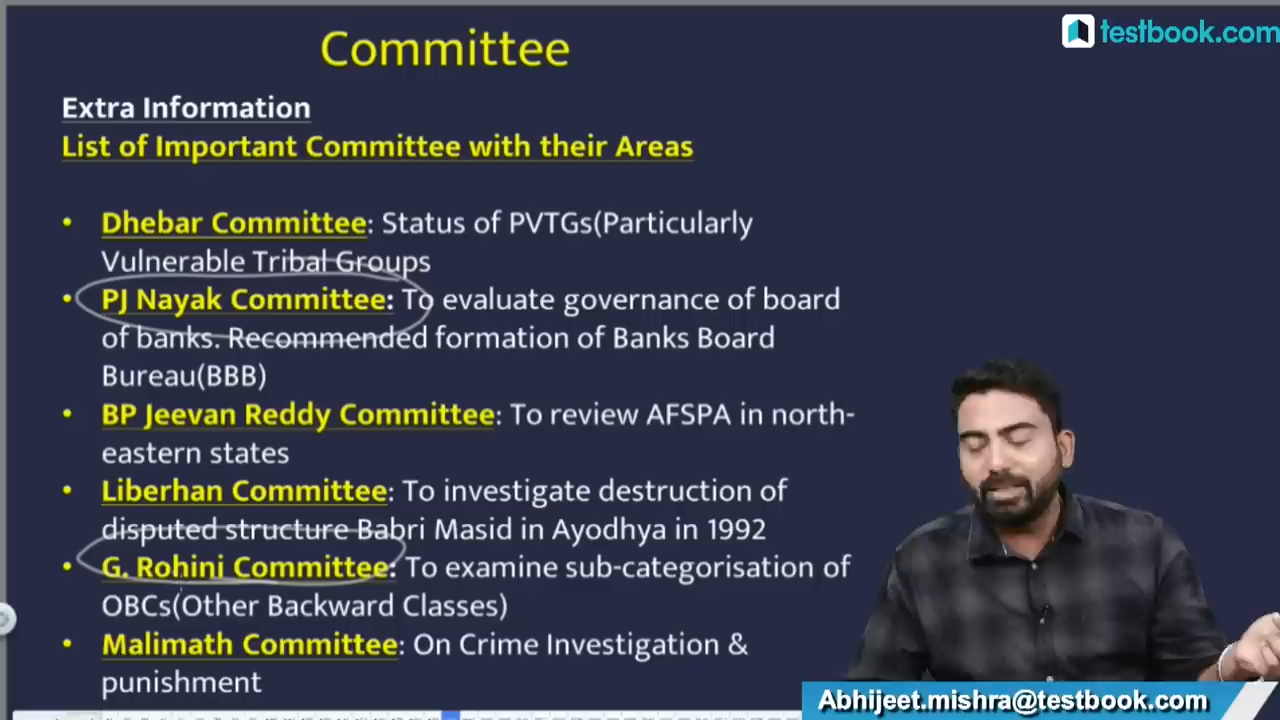 Committee
testbook.com
Extra Information
List of Important Committee with their Areas
• Dhebar Committee: Status of PVTGs(Particularly
Vulnerable Tribal Groups
• PJ Nayak Committee: To evaluate governance of board
of banks. Recommended formation of Banks Board
Bureau(BBB)
• BP Jeevan Reddy Committee: To review AFSPA in north-
eastern states
• Liberhan Committee: To investigate destruction of
disputed structure Babri Masid in Ayodhya in 1992
• G. Rohini Committee: To examine sub-categorisation of
OBCs(Other Backward Classes)
• Malimath Committee: On Crime Investigation &
punishment
Abhijeet.mishra@testbook.com